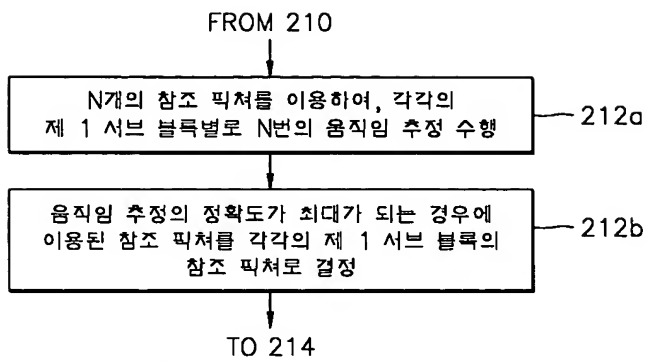 FROM 210
N개의 참조 픽쳐를 이용하여, 각각의
제 1 서브 블록별로 N번의 움직임 추정 수행
212a
움직임 추정의 정확도가 최대가 되는 경우에
이용된 참조 픽쳐를 각각의 제 1 서브 블록의
참조 픽쳐로 결정
212b
TO 214